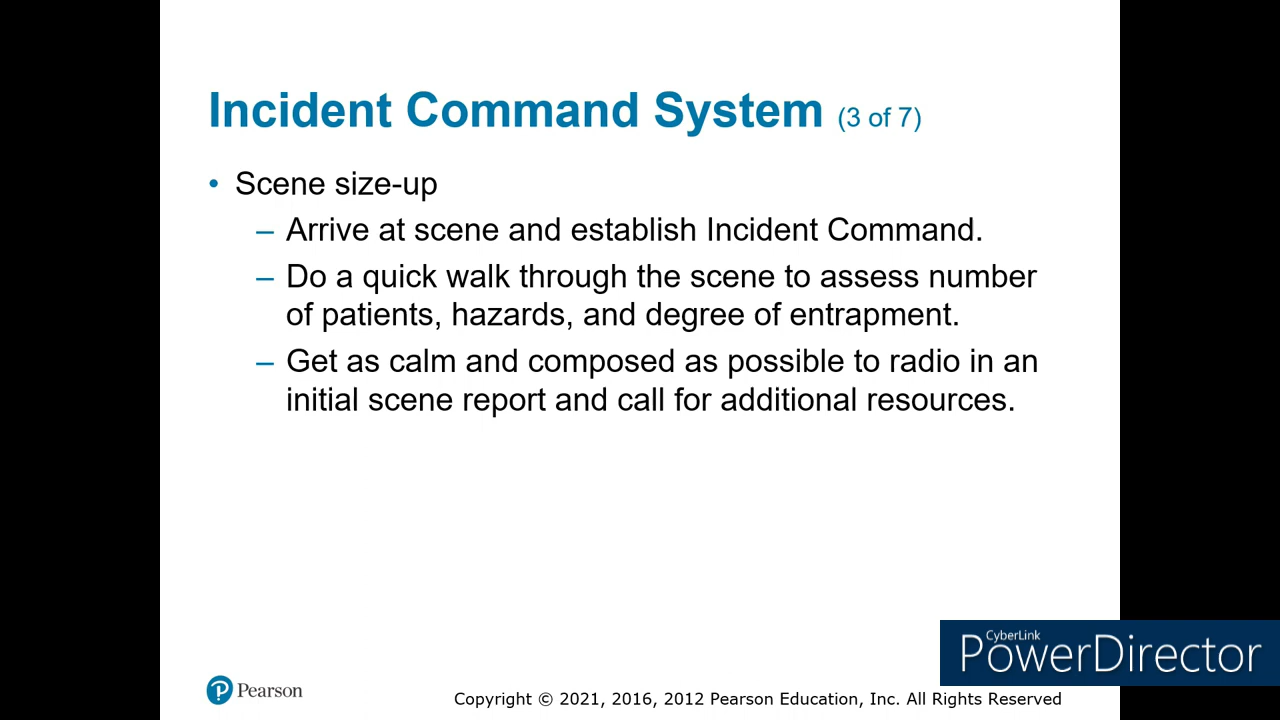 Incident Command System (3 of 7)
• Scene size-up
– Arrive at scene and establish Incident Command.
– Do a quick walk through the scene to assess number
of patients, hazards, and degree of entrapment.
– Get as calm and composed as possible to radio in an
initial scene report and call for additional resources.
CyberLink
PowerDirector
P Pearson
Copyright © 2021, 2016, 2012 Pearson Education, Inc. All Rights Reserved